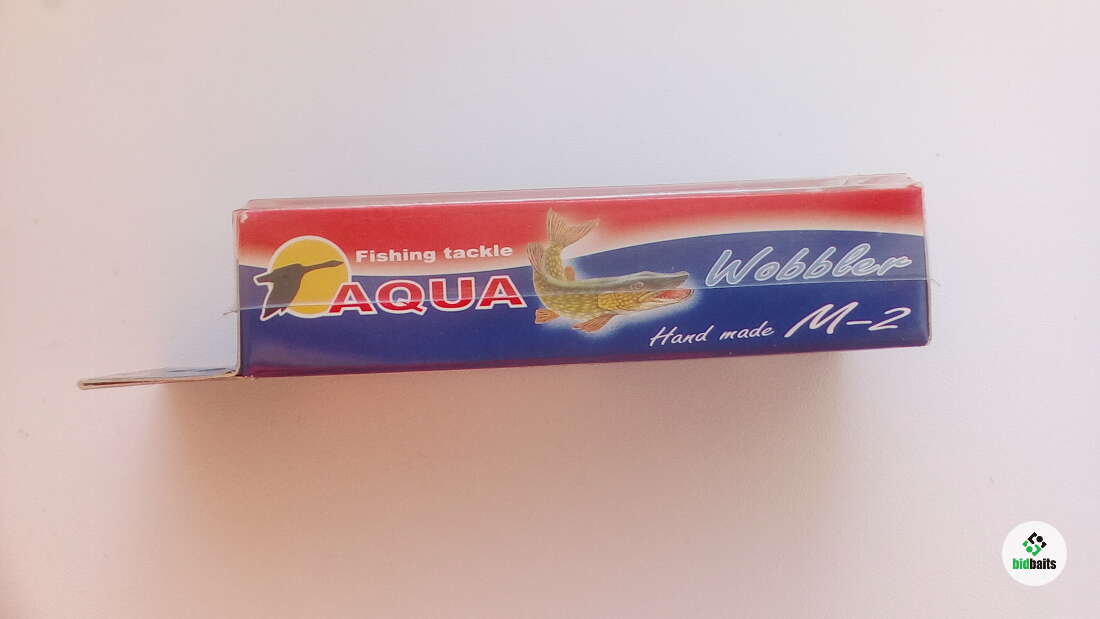 Fishing tackle
AQUA
Wobbler
Hand made M-2
bidbaits